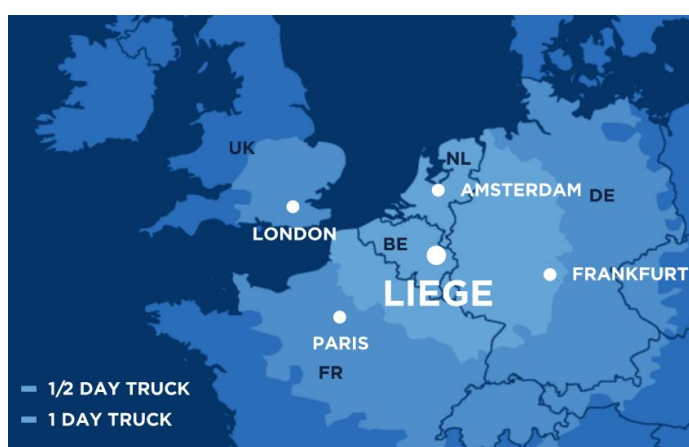 UK
NL
AMSTERDAM
DE
LONDON
BE
LIEGE
FRANKFURT
PARIS
FR
1/2 DAY TRUCK
1 DAY TRUCK